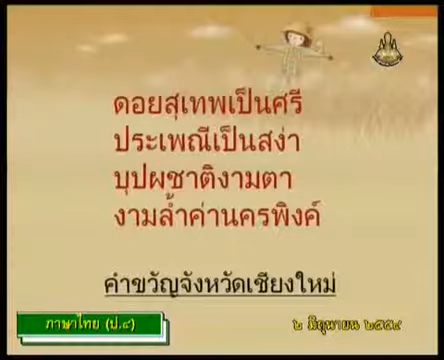 ดอยสุเทพเป็นศรี
ประเพณีเป็นสง่า
บุปผชาติงามตา
งามล้ำค่านครพิงค์
คำขวัญจังหวัดเชียงใหม่
ภาษาไทย (ป.๔)
๒ มิถุนายน ๒๕๕๙